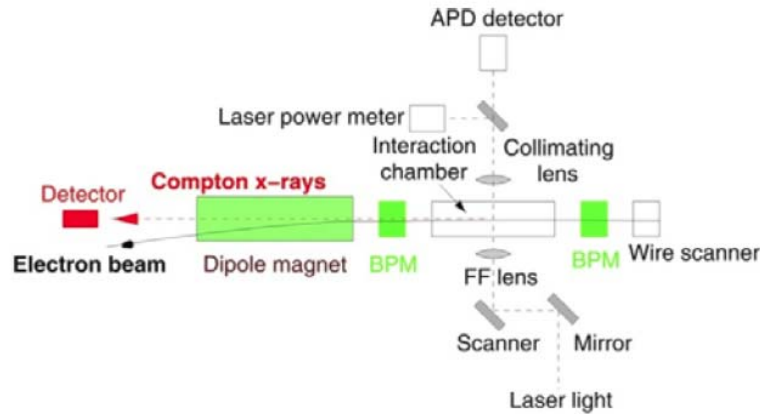 APD detector
Laser power meter
Interaction
chamber
Collimating
lens
Compton x-rays
Detector
Electron beam
Dipole magnet
BPM
FF lens
BPM
Wire scanner
Scanner
Mirror
Laser light